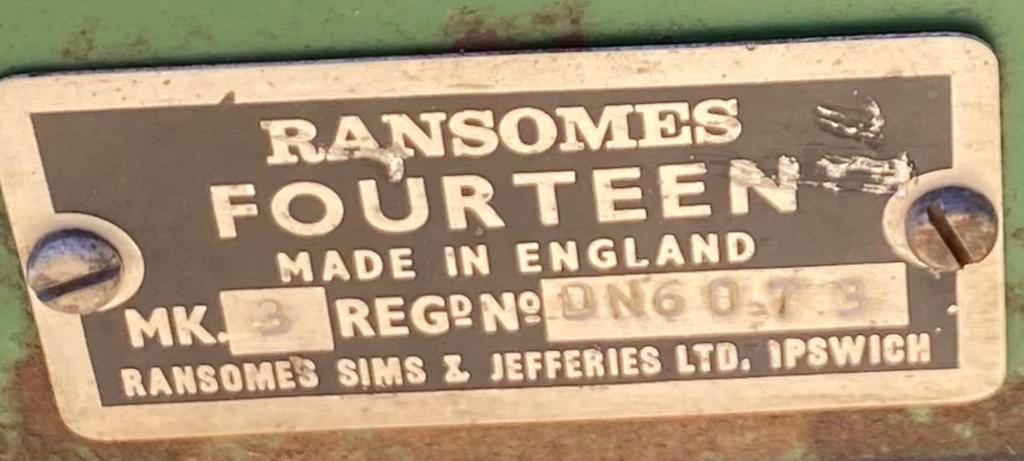 RANSOMES
FOURTEEN
MADE IN ENGLAND
MK. 3 REGD No DN6073
RANSOMES SIMS & JEFFERIES LTD. IPSWICH